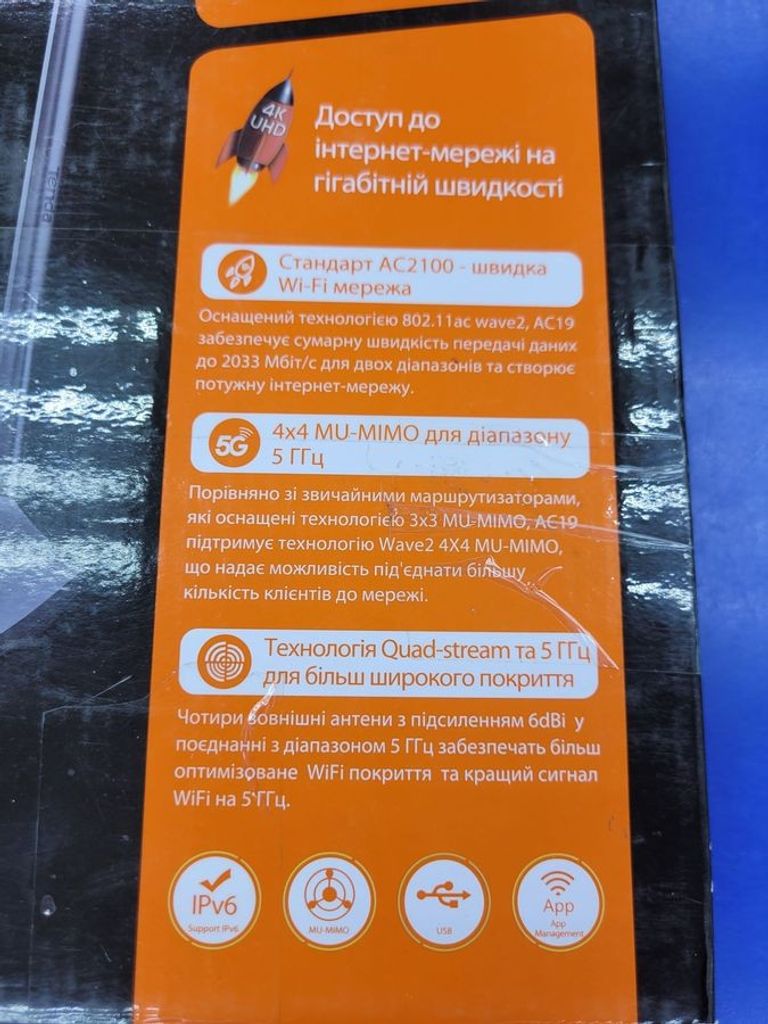 4K
UHD
Доступ до
інтернет-мережі на
гігабітній швидкості
Tenda
Стандарт AC2100 - швидка
Wi-Fi мережа
Оснащений технологією 802.11ac wave2, AC19
забезпечує сумарну швидкість передачі даних
до 2033 Мбіт/с для двох діапазонів та створює
потужну інтернет-мережу.
5G
4x4 MU-MIMO для діапазону
5 ГГц
Порівняно зі звичайними маршрутизаторами,
які оснащені технологією 3x3 MU-MIMO, AC19
підтримує технологію Wave2 4X4 MU-MIMO,
що надає можливість під'єднати більшу
кількість клієнтів до мережі.
Технологія Quad-stream та 5 ГГц
для більш широкого покриття
Чотири зовнішні антени з підсиленням 6dBi у
поєднанні з діапазоном 5 ГГц забезпечать більш
оптимізоване WiFi покриття та кращий сигнал
WiFi на 5 ГГц.
IPv6
Support IPv6
MU-MIMO
USB
App
App
Management